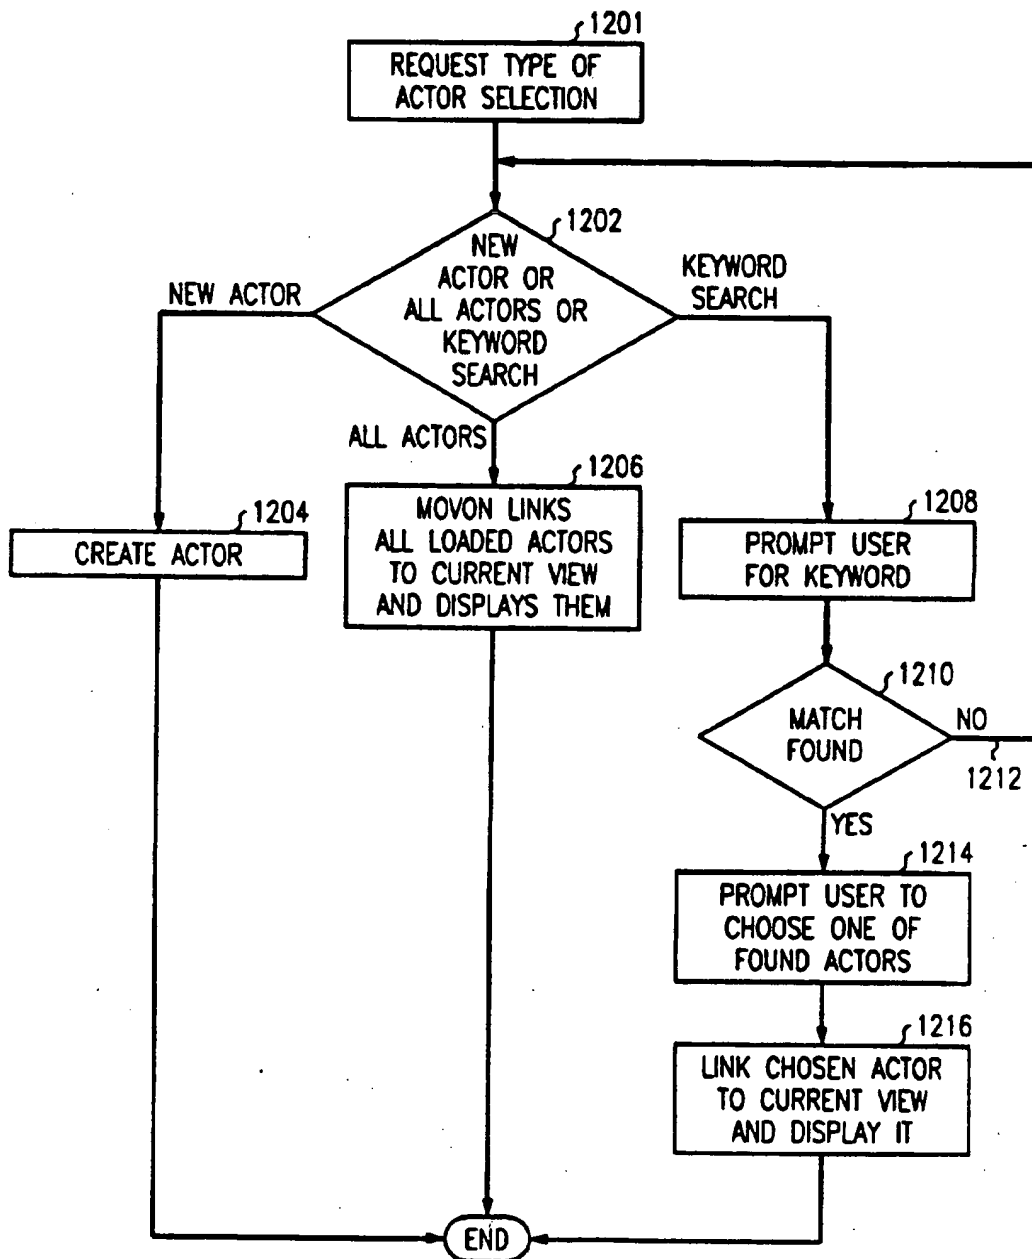 1201
REQUEST TYPE OF
ACTOR SELECTION
1202
NEW
ACTOR OR
ALL ACTORS OR
KEYWORD
SEARCH
NEW ACTOR
KEYWORD
SEARCH
ALL ACTORS
1204
CREATE ACTOR
1206
MOVON LINKS
ALL LOADED ACTORS
TO CURRENT VIEW
AND DISPLAYS THEM
1208
PROMPT USER
FOR KEYWORD
1210
MATCH
FOUND
NO
1212
YES
1214
PROMPT USER TO
CHOOSE ONE OF
FOUND ACTORS
1216
LINK CHOSEN ACTOR
TO CURRENT VIEW
AND DISPLAY IT
END